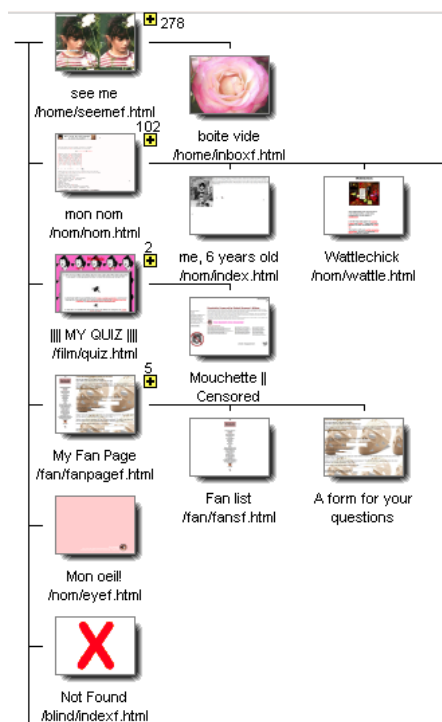 278
see me
/home/seemef.html
boite vide
/home/inboxf.html
102
mon nom
/nom/nom.html
me, 6 years old
/nom/index.html
Wattlechick
/nom/wattle.html
2
|||| MY QUIZ ||||
/film/quiz.html
Mouchette ||
Censored
5
My Fan Page
/fan/fanpagef.html
Fan list
/fan/fansf.html
A form for your
questions
Mon oeil!
/nom/eyef.html
Not Found
/blind/indexf.html